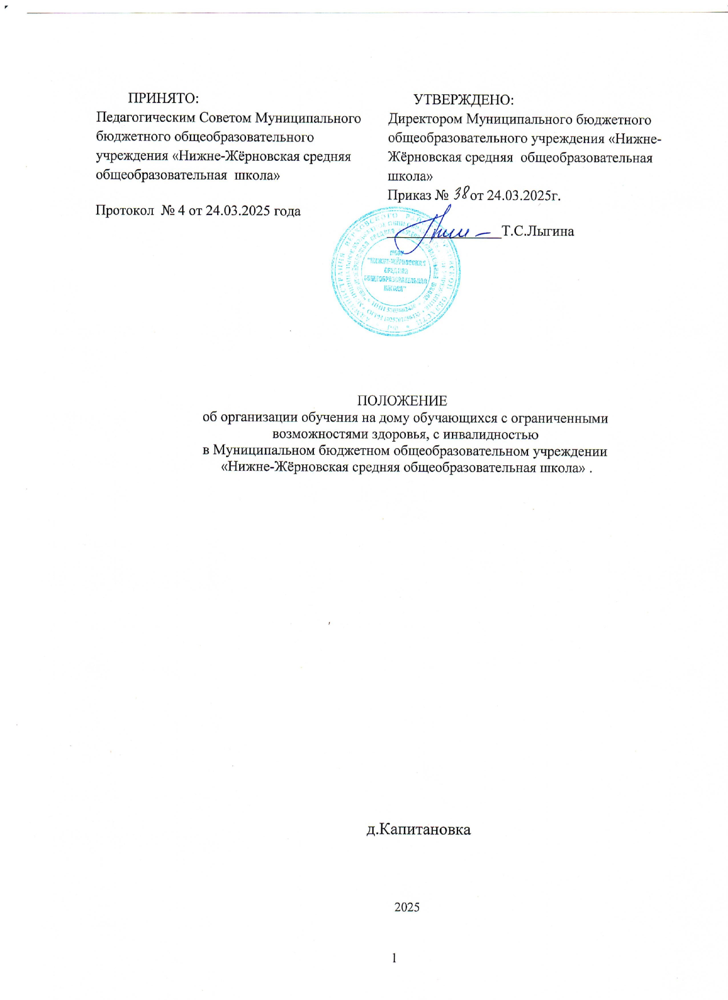 ПРИНЯТО:
Педагогическим Советом Муниципального
бюджетного общеобразовательного
учреждения «Нижне-Жёрновская средняя
общеобразовательная школа»
Протокол № 4 от 24.03.2025 года
УТВЕРЖДЕНО:
Директором Муниципального бюджетного
общеобразовательного учреждения «Нижне-
Жёрновская средняя общеобразовательная
школа»
Приказ № 38 от 24.03.2025г.
Т.С.Лыгина
МБОУ
"НИЖНЕ-ЖЁРНОВСКАЯ
СРЕДНЯЯ
ОБЩЕОБРАЗОВАТЕЛЬНАЯ
ШКОЛА"
ПОЛОЖЕНИЕ
об организации обучения на дому обучающихся с ограниченными
возможностями здоровья, с инвалидностью
в Муниципальном бюджетном общеобразовательном учреждении
«Нижне-Жёрновская средняя общеобразовательная школа» .
д.Капитановка
2025
1